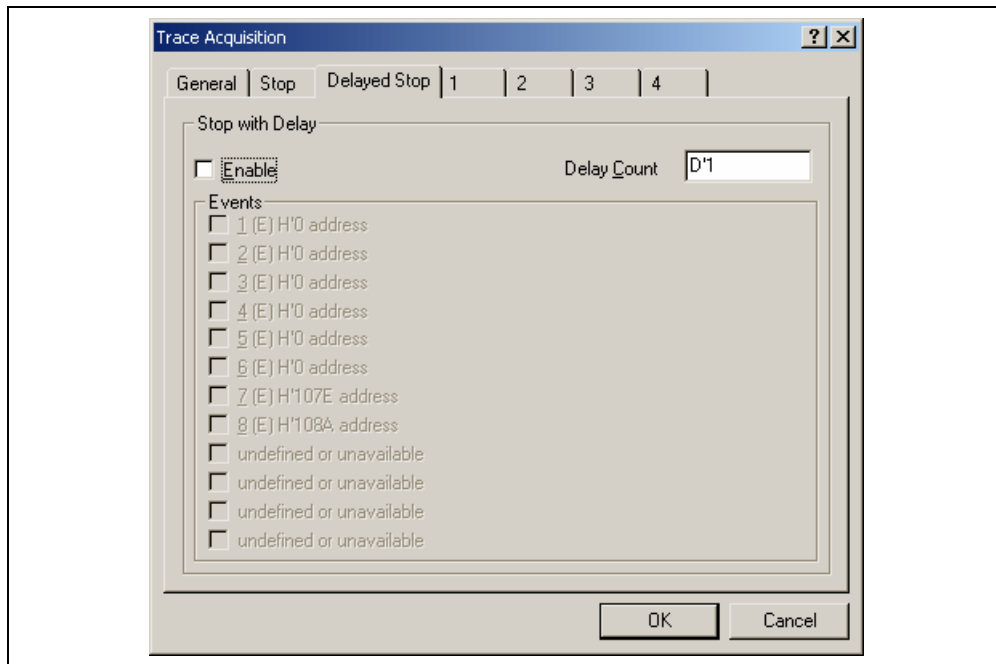 Trace Acquisition
General Stop Delayed Stop 1 2 3 4
Stop with Delay
Enable Delay Count D'1
Events
1 (E) H'0 address
2 (E) H'0 address
3 (E) H'0 address
4 (E) H'0 address
5 (E) H'0 address
6 (E) H'0 address
7 (E) H'107E address
8 (E) H'108A address
undefined or unavailable
undefined or unavailable
undefined or unavailable
undefined or unavailable
OK Cancel